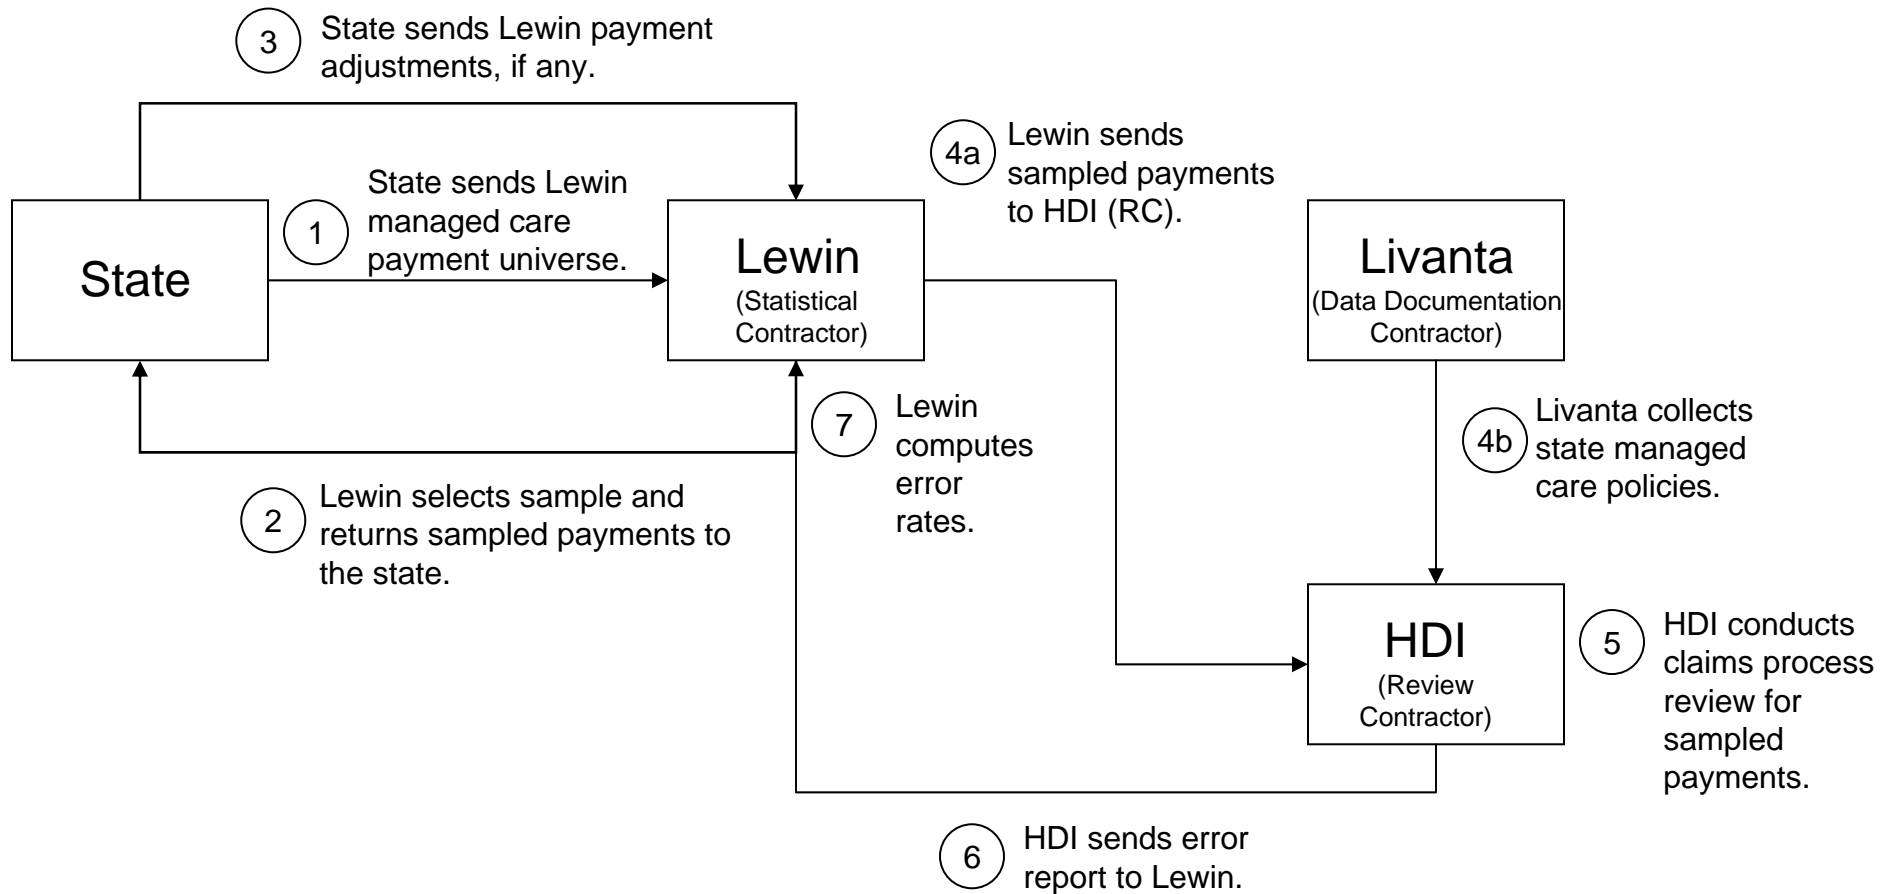 3
State sends Lewin payment
adjustments, if any.
1
State sends Lewin
managed care
payment universe.
4a
Lewin sends
sampled payments
to HDI (RC).
State
Lewin
(Statistical
Contractor)
Livanta
(Data Documentation
Contractor)
2
Lewin selects sample and
returns sampled payments to
the state.
7
Lewin
computes
error
rates.
4b
Livanta collects
state managed
care policies.
HDI
(Review
Contractor)
5
HDI conducts
claims process
review for
sampled
payments.
6
HDI sends error
report to Lewin.